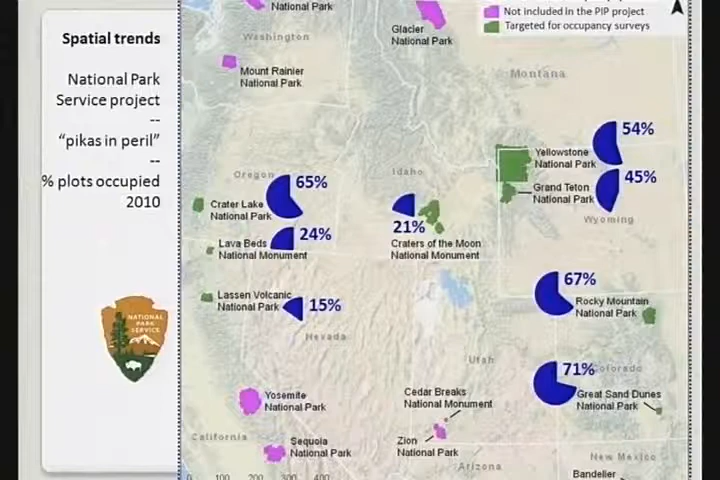 Spatial trends
National Park
Service project
--
“pikas in peril”
--
% plots occupied
2010
NATIONAL
PARK
SERVICE
National Park
Washington
Glacier
National Park
Not included in the PIP project
Targeted for occupancy surveys
Mount Rainier
National Park
Montana
54%
Yellowstone
National Park
45%
Grand Teton
National Park
Wyoming
Oregon
65%
Crater Lake
National Park
Idaho
21%
Craters of the Moon
National Monument
24%
Lava Beds
National Monument
Lassen Volcanic
National Park
15%
67%
Rocky Mountain
National Park
Nevada
Utah
71%
Colorado
Great Sand Dunes
National Park
Cedar Breaks
National Monument
Yosemite
National Park
Zion
National Park
California
Sequoia
National Park
Arizona
New Mexico
Bandelier
0 100 200 300 400